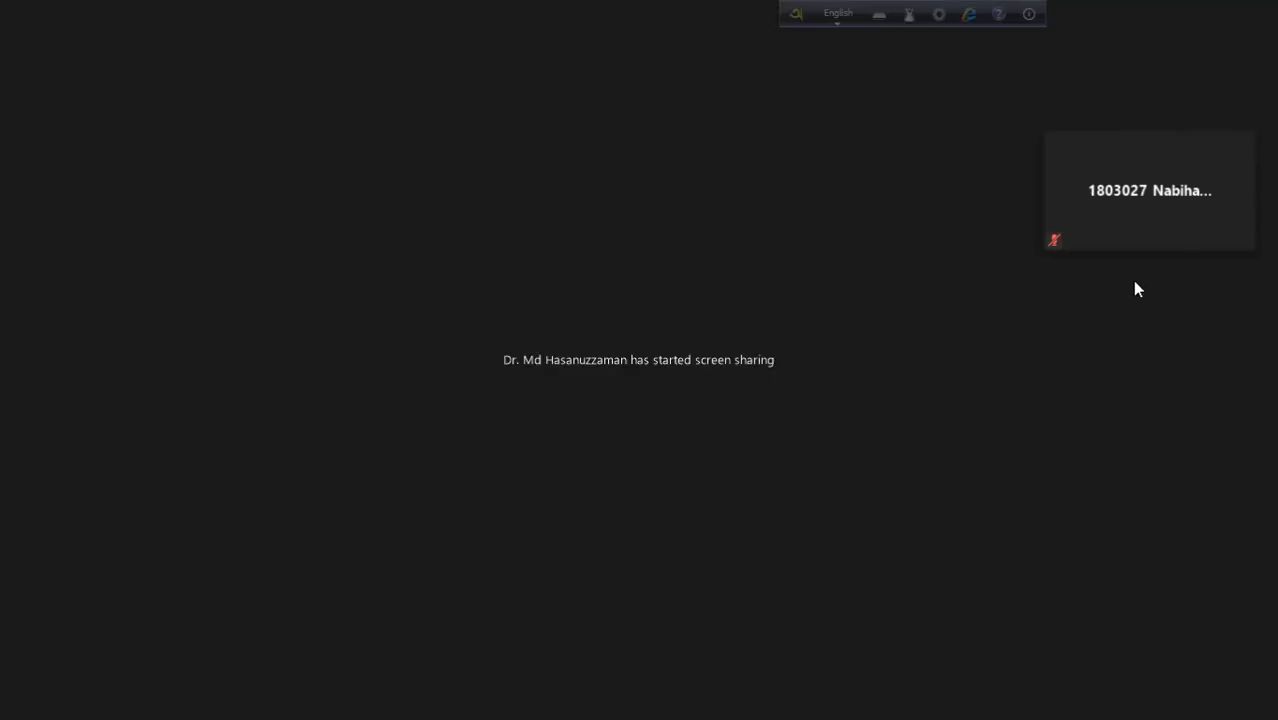 English
1803027 Nabiha...
Dr. Md Hasanuzzaman has started screen sharing